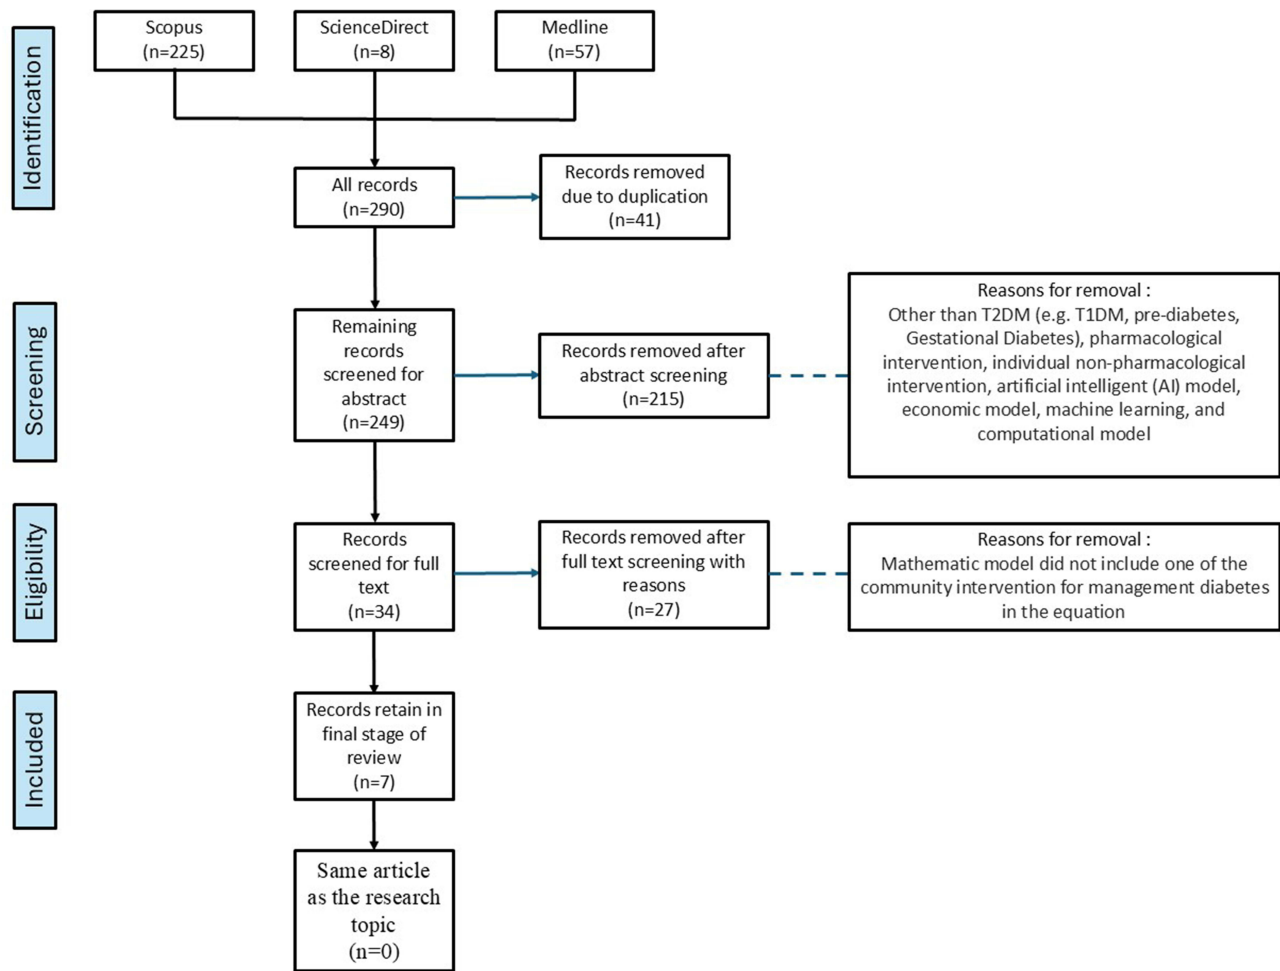 Identification
Scopus
(n=225)
ScienceDirect
(n=8)
Medline
(n=57)
All records
(n=290)
Records removed
due to duplication
(n=41)
Screening
Remaining
records
screened for
abstract
(n=249)
Records removed after
abstract screening
(n=215)
Reasons for removal :
Other than T2DM (e.g. T1DM, pre-diabetes,
Gestational Diabetes), pharmacological
intervention, individual non-pharmacological
intervention, artificial intelligent (AI) model,
economic model, machine learning, and
computational model
Eligibility
Records
screened for full
text
(n=34)
Records removed after
full text screening with
reasons
(n=27)
Reasons for removal :
Mathematic model did not include one of the
community intervention for management diabetes
in the equation
Included
Records retain in
final stage of
review
(n=7)
Same article
as the research
topic
(n=0)